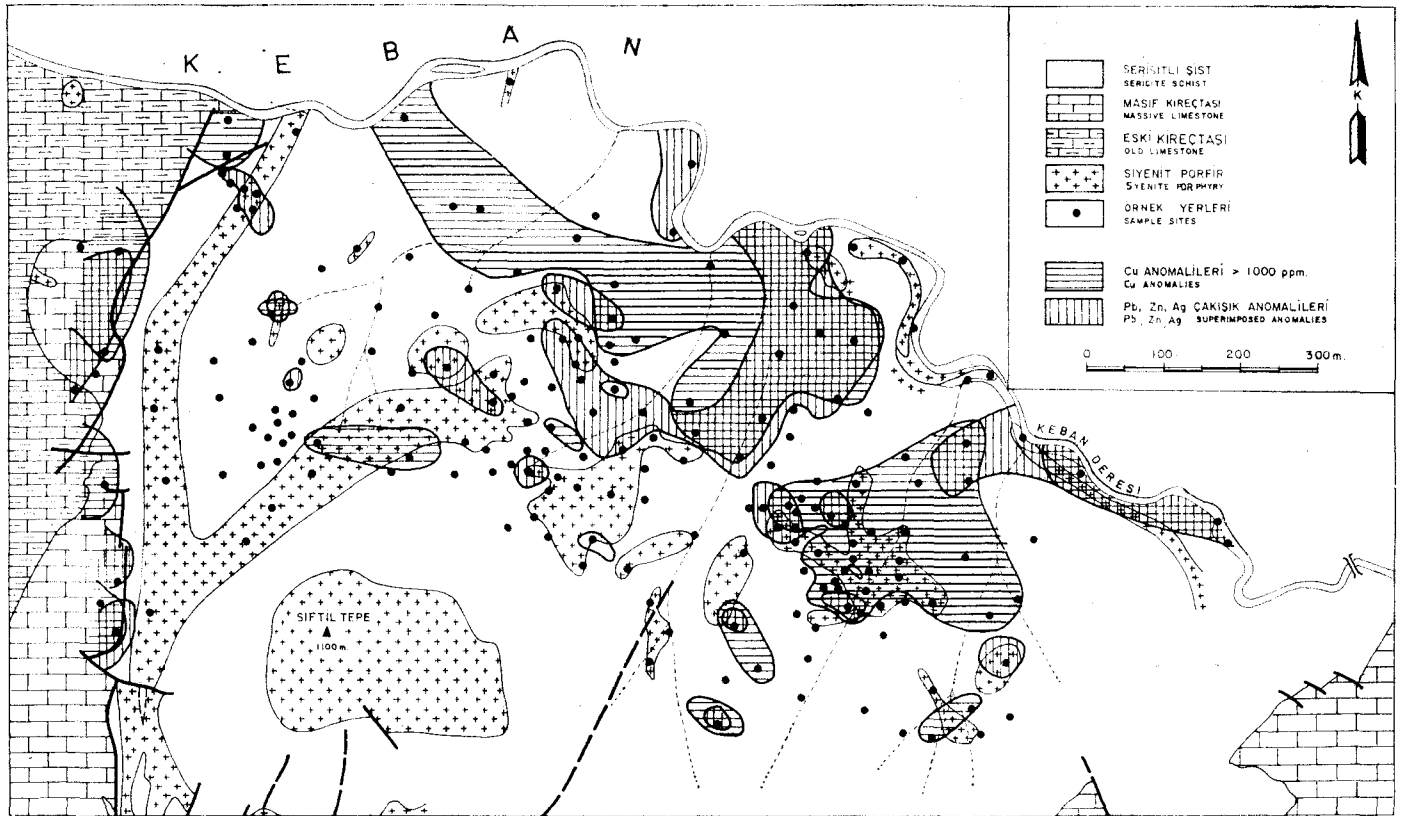 K E B A N
SERİSİTLİ ŞİST
SERICITE SCHIST
MASİF KİREÇTAŞI
MASSIVE LIMESTONE
ESKİ KİREÇTAŞI
OLD LIMESTONE
SİYENİT PORFİR
SYENITE PORPHYRY
ÖRNEK YERLERİ
SAMPLE SITES
Cu ANOMALİLERİ > 1000 ppm.
Cu ANOMALIES
Pb, Zn, Ag ÇAKIŞIK ANOMALİLERİ
Pb, Zn, Ag SUPERIMPOSED ANOMALIES
K
0 100 200 300 m.
KEBAN DERESİ
SIFTIL TEPE
1100 m.